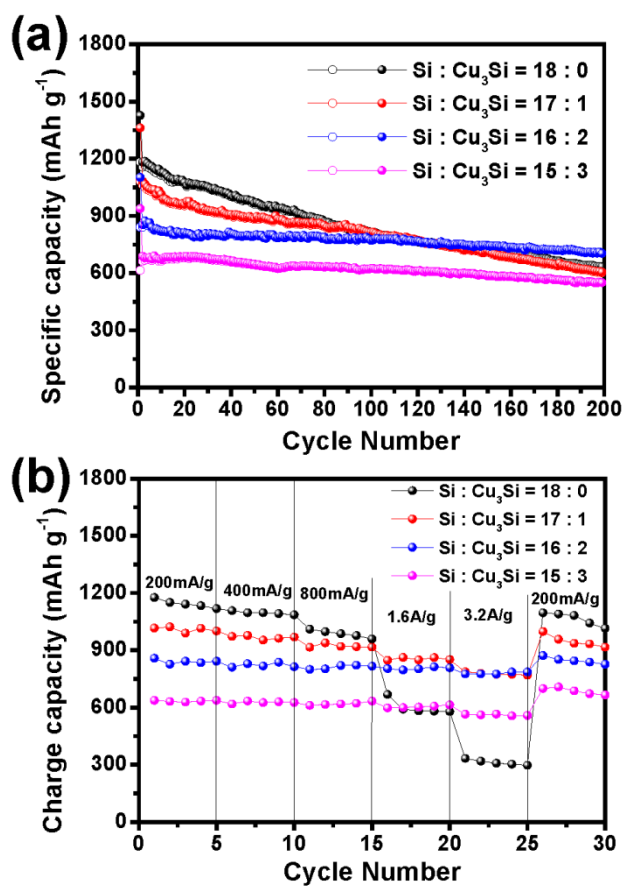 (a)
1800
1500
1200
900
600
300
0
Specific capacity (mAh g⁻¹)
Si : Cu₃Si = 18 : 0
Si : Cu₃Si = 17 : 1
Si : Cu₃Si = 16 : 2
Si : Cu₃Si = 15 : 3
0 20 40 60 80 100 120 140 160 180 200
Cycle Number
(b)
1800
1500
1200
900
600
300
0
Charge capacity (mAh g⁻¹)
Si : Cu₃Si = 18 : 0
Si : Cu₃Si = 17 : 1
Si : Cu₃Si = 16 : 2
Si : Cu₃Si = 15 : 3
200mA/g 400mA/g 800mA/g 1.6A/g 3.2A/g 200mA/g
0 5 10 15 20 25 30
Cycle Number